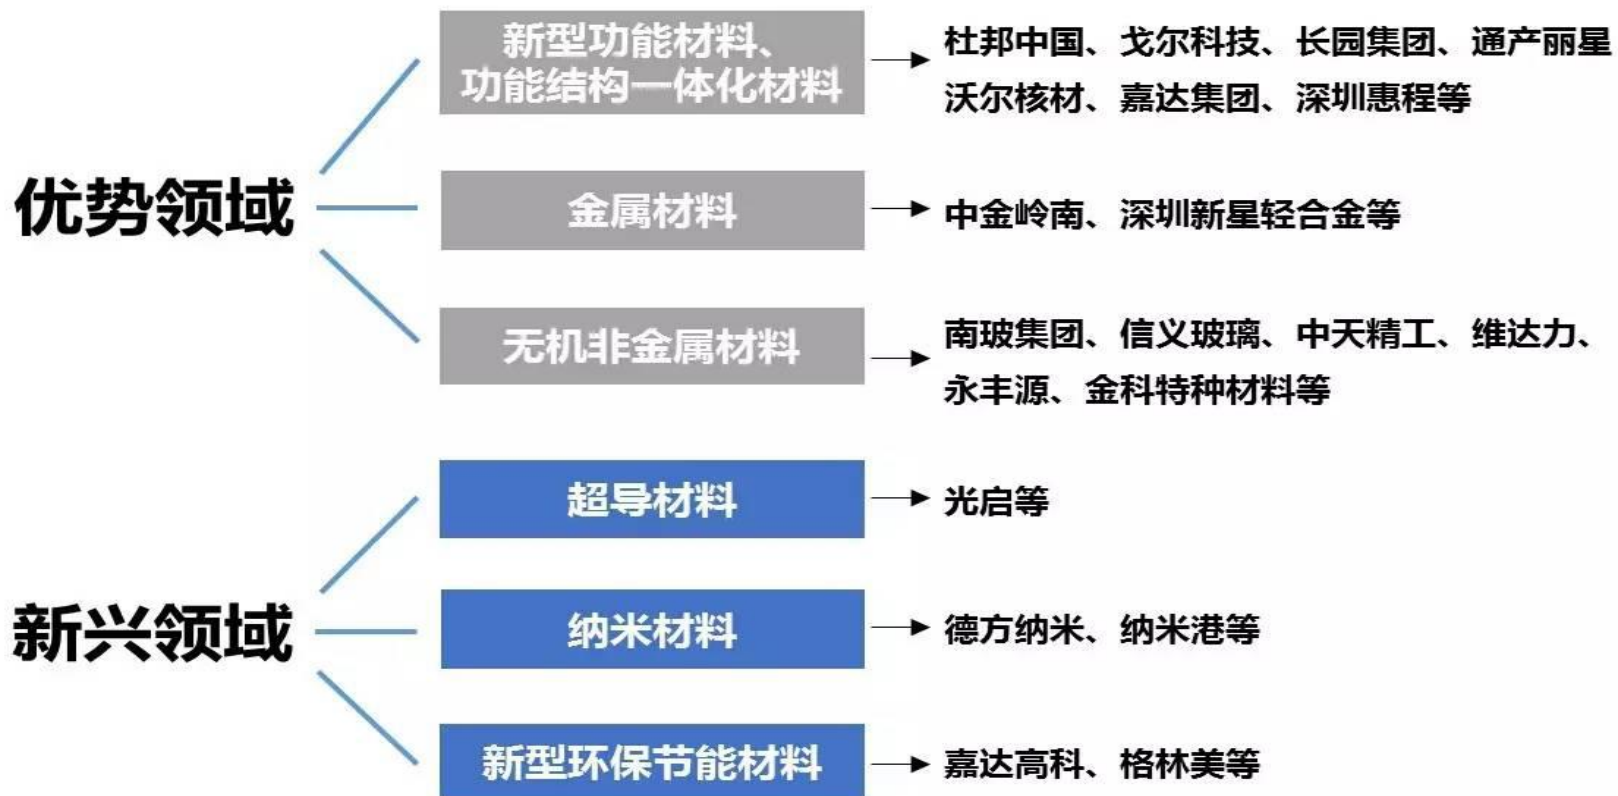 优势领域
新型功能材料、
功能结构一体化材料
杜邦中国、戈尔科技、长园集团、通产丽星
沃尔核材、嘉达集团、深圳惠程等
金属材料
中金岭南、深圳新星轻合金等
无机非金属材料
南玻集团、信义玻璃、中天精工、维达力、
永丰源、金科特种材料等
新兴领域
超导材料
光启等
纳米材料
德方纳米、纳米港等
新型环保节能材料
嘉达高科、格林美等